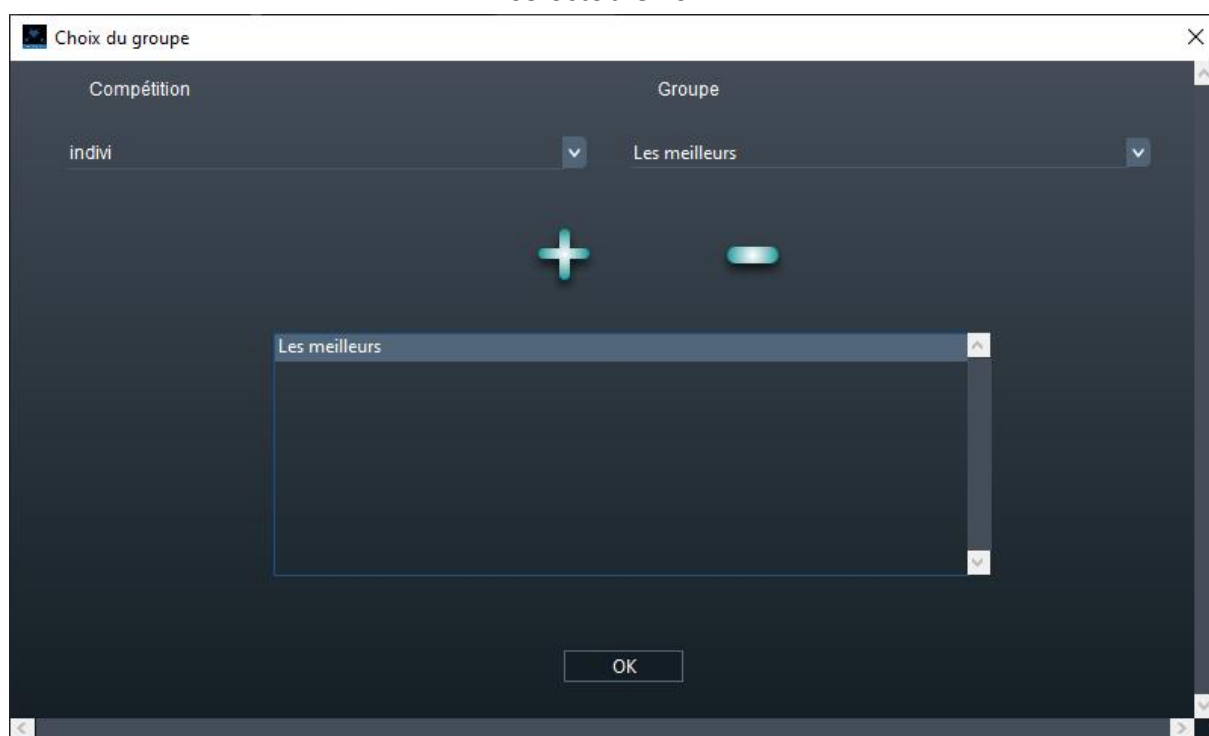 Choix du groupe
Compétition
Groupe
indivi
Les meilleurs
Les meilleurs
OK